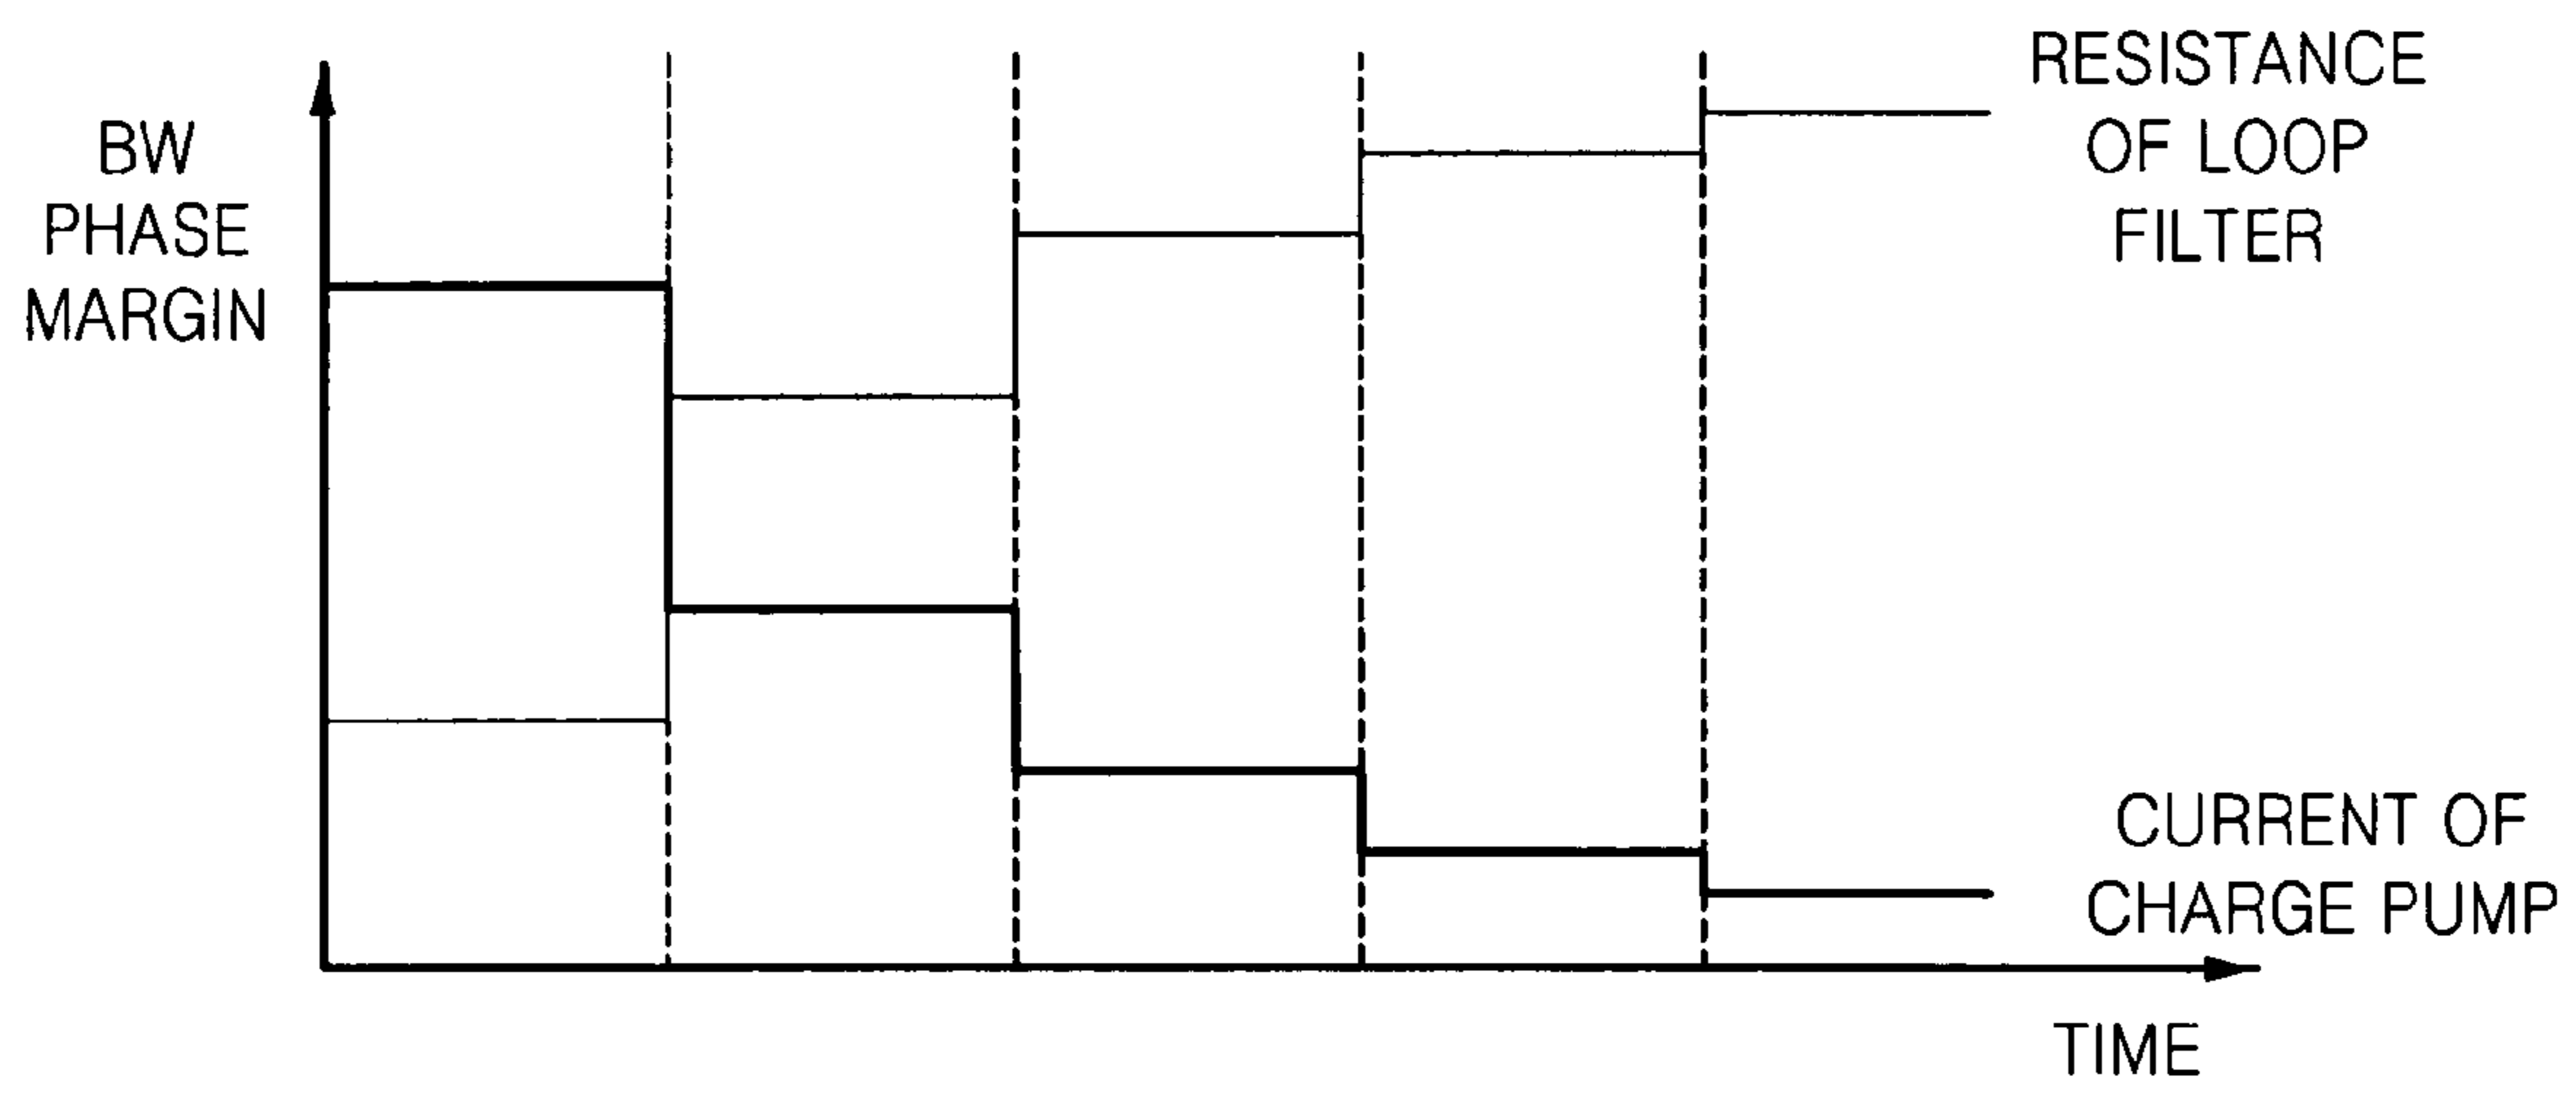 BW
PHASE
MARGIN
RESISTANCE
OF LOOP
FILTER
CURRENT OF
CHARGE PUMP
TIME